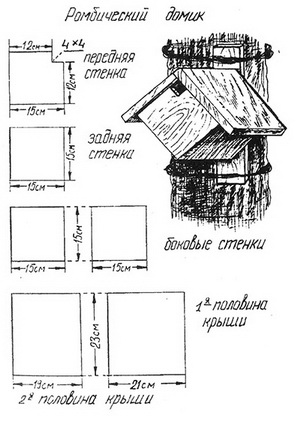 Ромбический домик
12см
4×4
передняя
стенка
12см
15см
задняя
стенка
15см
15см
15см
боковые стенки
15см
15см
1я половина
крыши
23см
19см
21см
2я половина крыши